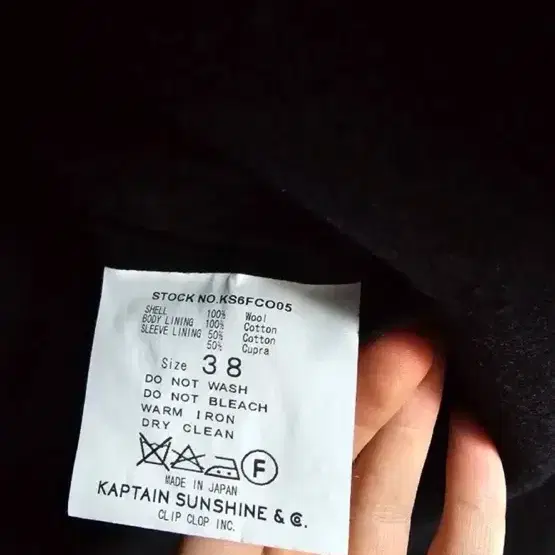 STOCK NO.KS6FCO05
SHELL 100% Wool
BODY LINING 100% Cotton
SLEEVE LINING 50% Cotton
50% Cupra
Size 38
DO NOT WASH
DO NOT BLEACH
WARM IRON
DRY CLEAN
F
MADE IN JAPAN
KAPTAIN SUNSHINE & Co.
CLIP CLOP INC.